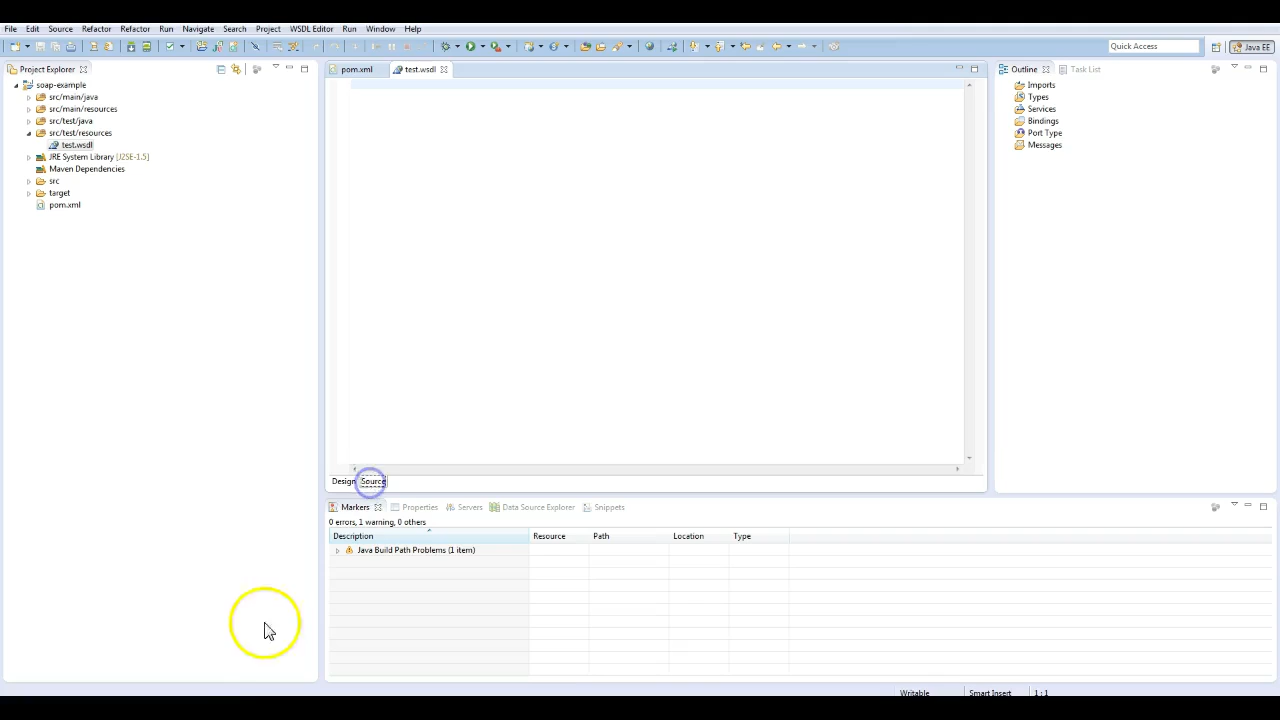 File Edit Source Refactor Refactor Run Navigate Search Project WSDL Editor Run Window Help
Quick Access Java EE
Project Explorer
soap-example
src/main/java
src/main/resources
src/test/java
src/test/resources
test.wsdl
JRE System Library [J2SE-1.5]
Maven Dependencies
src
target
pom.xml
pom.xml test.wsdl
Design Source
Outline Task List
Imports
Types
Services
Bindings
Port Type
Messages
Markers Properties Servers Data Source Explorer Snippets
0 errors, 1 warning, 0 others
Description Resource Path Location Type
Java Build Path Problems (1 item)
Writable Smart Insert 1 : 1